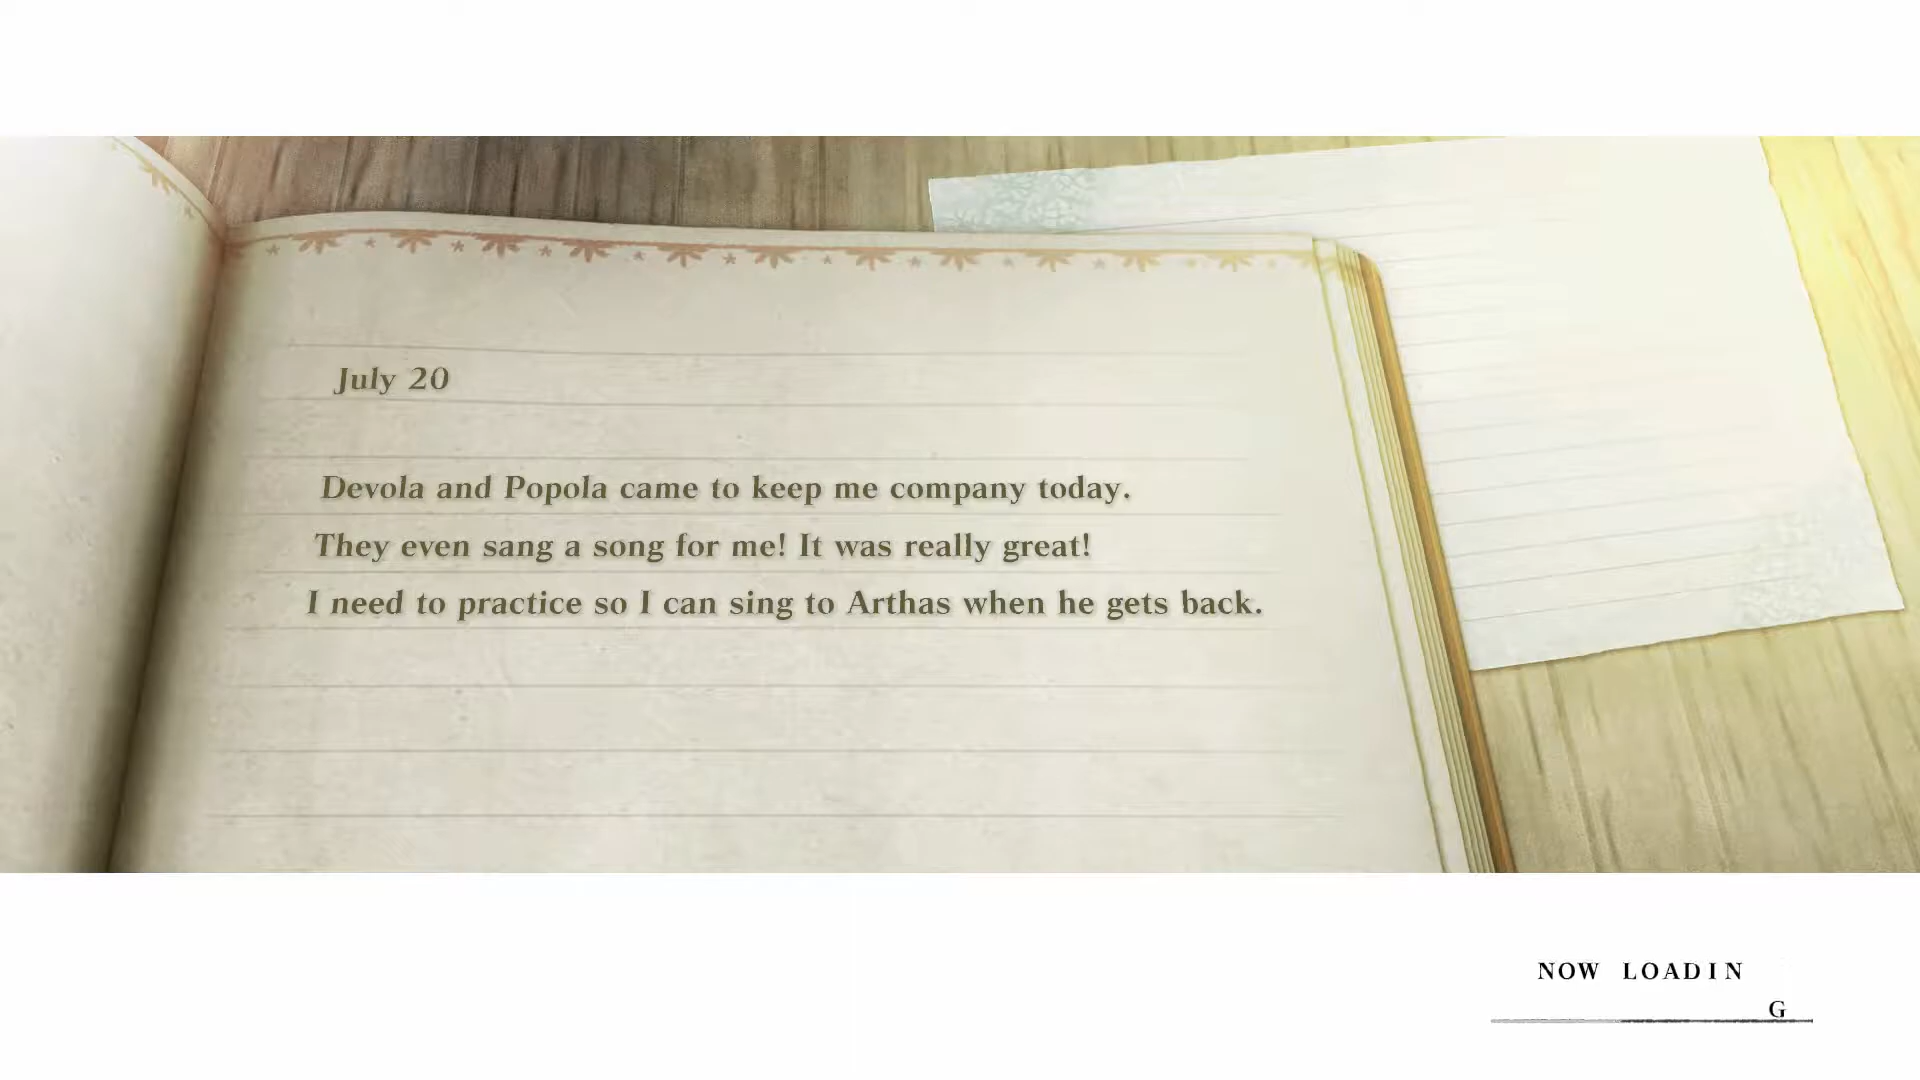 July 20
Devola and Popola came to keep me company today.
They even sang a song for me! It was really great!
I need to practice so I can sing to Arthas when he gets back.
NOW LOADIN
G